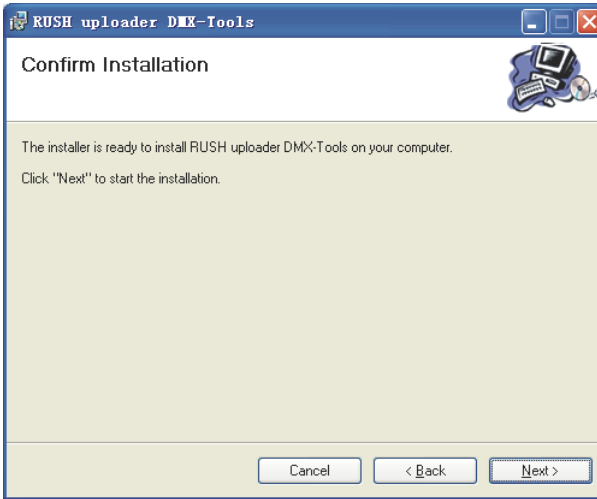 RUSH uploader DMX-Tools
Confirm Installation
The installer is ready to install RUSH uploader DMX-Tools on your computer.
Click "Next" to start the installation.
Cancel
< Back
Next >